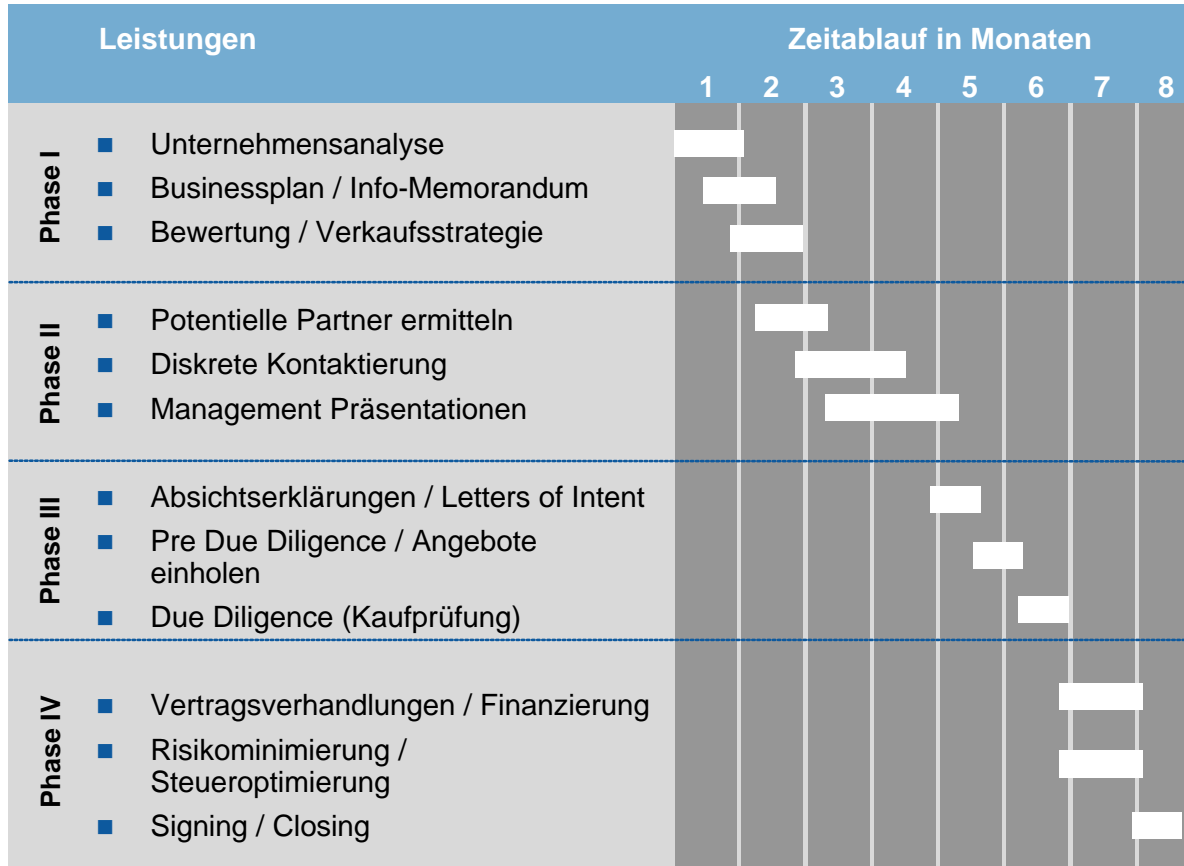 Leistungen
Zeitablauf in Monaten
1 2 3 4 5 6 7 8
Phase I
Unternehmensanalyse
Businessplan / Info-Memorandum
Bewertung / Verkaufsstrategie
Phase II
Potentielle Partner ermitteln
Diskrete Kontaktierung
Management Präsentationen
Phase III
Absichtserklärungen / Letters of Intent
Pre Due Diligence / Angebote
einholen
Due Diligence (Kaufprüfung)
Phase IV
Vertragsverhandlungen / Finanzierung
Risikominimierung /
Steueroptimierung
Signing / Closing